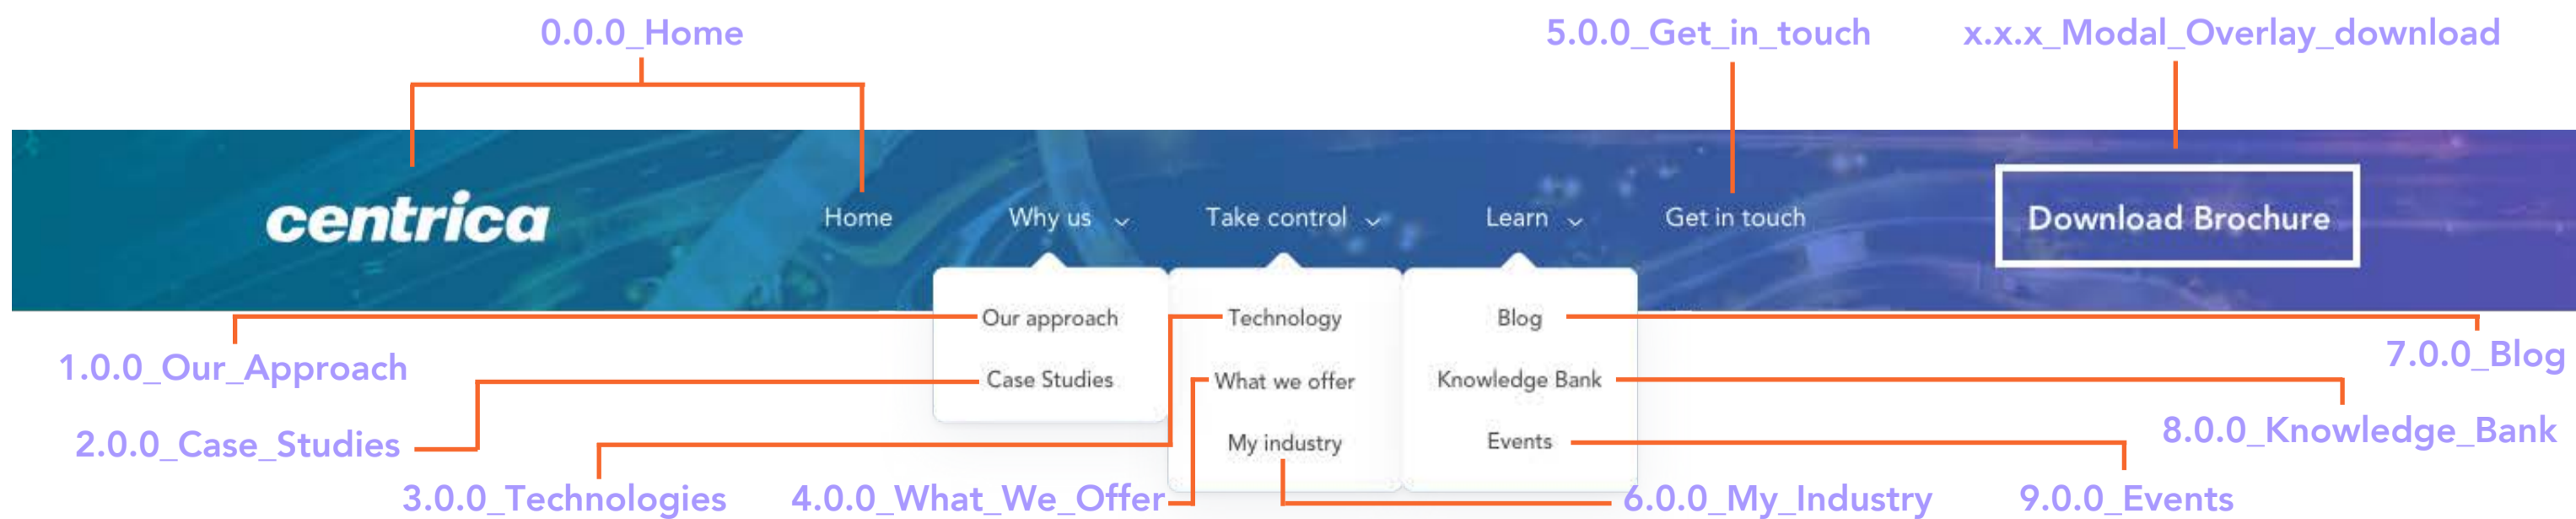 0.0.0_Home
5.0.0_Get_in_touch
x.x.x_Modal_Overlay_download
centrica
Home
Why us
Take control
Learn
Get in touch
Download Brochure
Our approach
Technology
Blog
1.0.0_Our_Approach
7.0.0_Blog
Case Studies
What we offer
Knowledge Bank
2.0.0_Case_Studies
My industry
Events
8.0.0_Knowledge_Bank
3.0.0_Technologies
4.0.0_What_We_Offer
6.0.0_My_Industry
9.0.0_Events